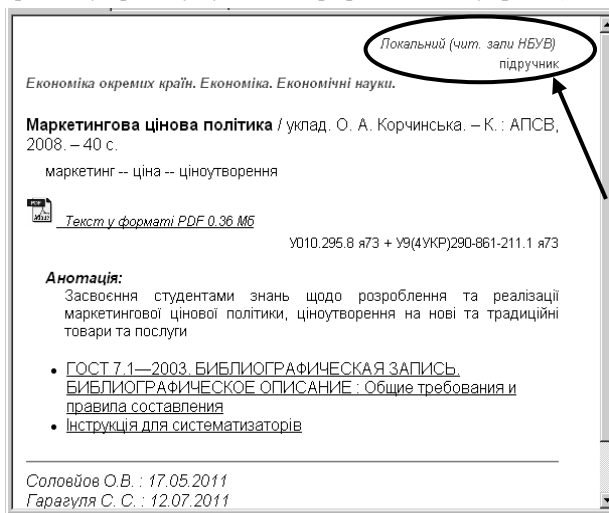 Локальний (чит. зали НБУВ)
підручник
Економіка окремих країн. Економіка. Економічні науки.
Маркетингова цінова політика / уклад. О. А. Корчинська. – К. : АПСВ,
2008. – 40 с.
маркетинг -- ціна -- ціноутворення
Текст у форматі PDF 0.36 Мб
У010.295.8 я73 + У9(4УКР)290-861-211.1 я73
Анотація:
Засвоєння студентами знань щодо розроблення та реалізації
маркетингової цінової політики, ціноутворення на нові та традиційні
товари та послуги
• ГОСТ 7.1—2003. БИБЛИОГРАФИЧЕСКАЯ ЗАПИСЬ.
БИБЛИОГРАФИЧЕСКОЕ ОПИСАНИЕ : Общие требования и
правила составления
• Інструкція для систематизаторів
Соловйов О.В. : 17.05.2011
Гарагуля С. С. : 12.07.2011